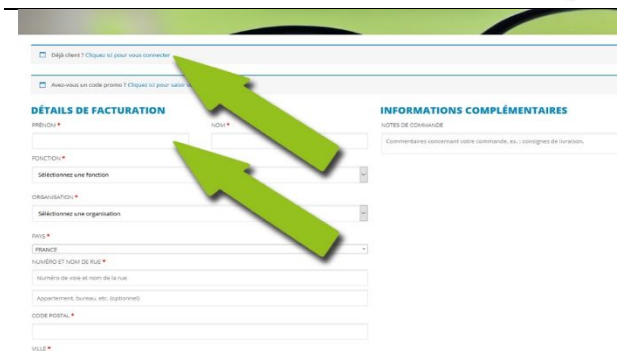 Déjà client ? Cliquez ici pour vous connecter
Avez-vous un code promo ? Cliquez ici pour saisir
DÉTAILS DE FACTURATION
INFORMATIONS COMPLÉMENTAIRES
PRÉNOM *
NOM *
NOTES DE COMMANDE
Commentaires concernant votre commande, ex. : consignes de livraison.
FONCTION *
Séléctionnez une fonction
ORGANISATION *
Séléctionnez une organisation
PAYS *
FRANCE
NUMÉRO ET NOM DE RUE *
Numéro de voie et nom de la rue
Appartement, bureau, etc. (optionnel)
CODE POSTAL *
VILLE *